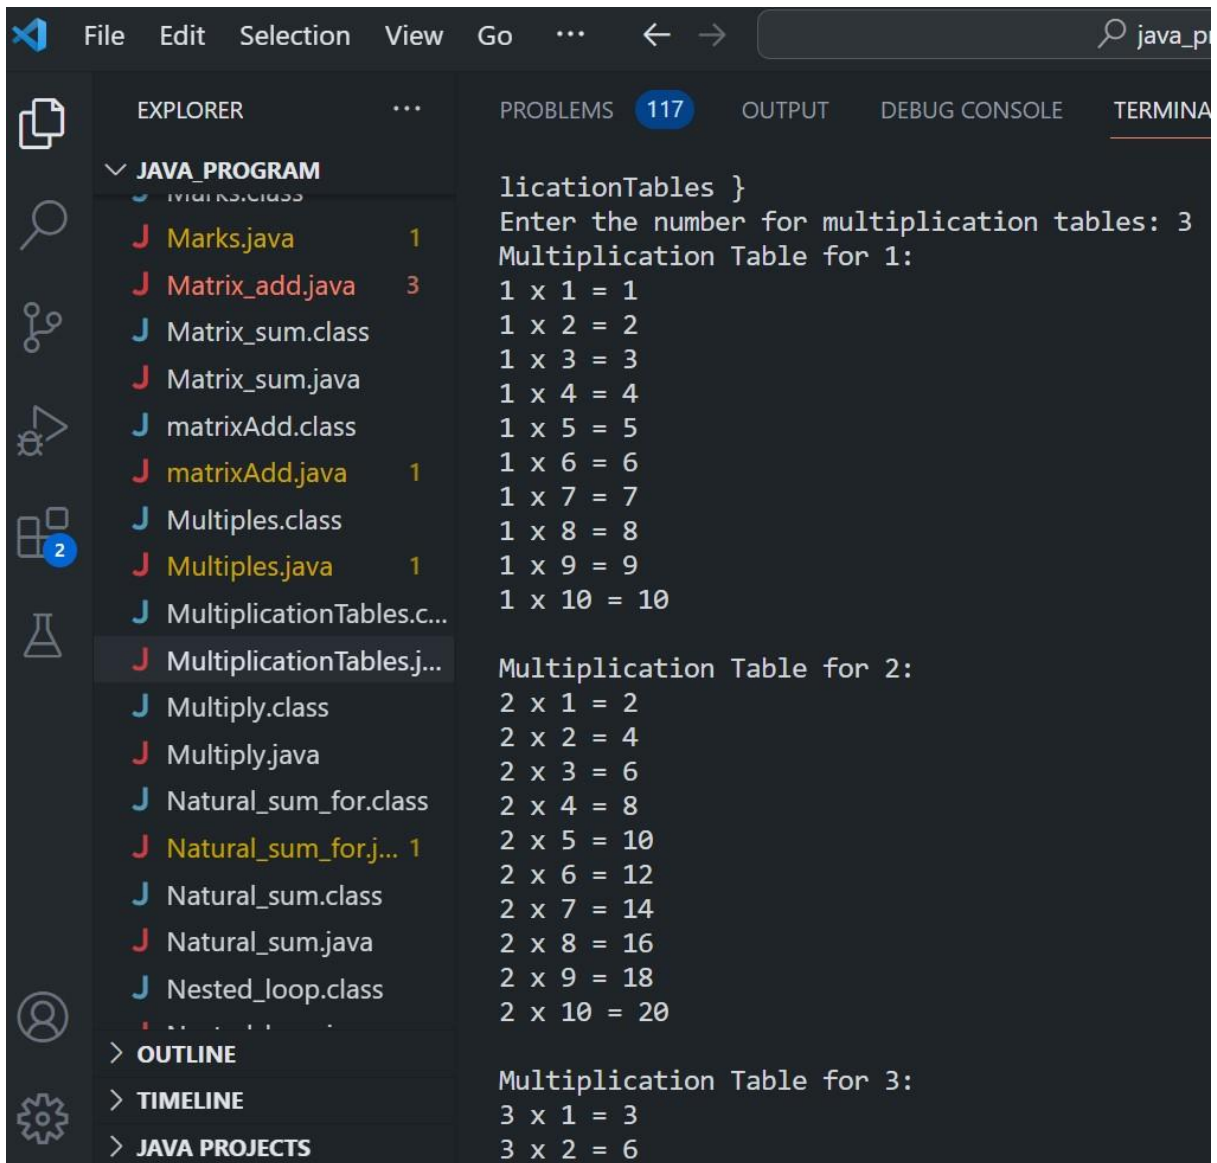 File Edit Selection View Go ... java_pr
EXPLORER ...
JAVA_PROGRAM
Marks.class
Marks.java 1
Matrix_add.java 3
Matrix_sum.class
Matrix_sum.java
matrixAdd.class
matrixAdd.java 1
Multiples.class
Multiples.java 1
MultiplicationTables.c...
MultiplicationTables.j...
Multiply.class
Multiply.java
Natural_sum_for.class
Natural_sum_for.j... 1
Natural_sum.class
Natural_sum.java
Nested_loop.class
OUTLINE
TIMELINE
JAVA PROJECTS
2
PROBLEMS 117 OUTPUT DEBUG CONSOLE TERMINA
licationTables }
Enter the number for multiplication tables: 3
Multiplication Table for 1:
1 x 1 = 1
1 x 2 = 2
1 x 3 = 3
1 x 4 = 4
1 x 5 = 5
1 x 6 = 6
1 x 7 = 7
1 x 8 = 8
1 x 9 = 9
1 x 10 = 10
Multiplication Table for 2:
2 x 1 = 2
2 x 2 = 4
2 x 3 = 6
2 x 4 = 8
2 x 5 = 10
2 x 6 = 12
2 x 7 = 14
2 x 8 = 16
2 x 9 = 18
2 x 10 = 20
Multiplication Table for 3:
3 x 1 = 3
3 x 2 = 6